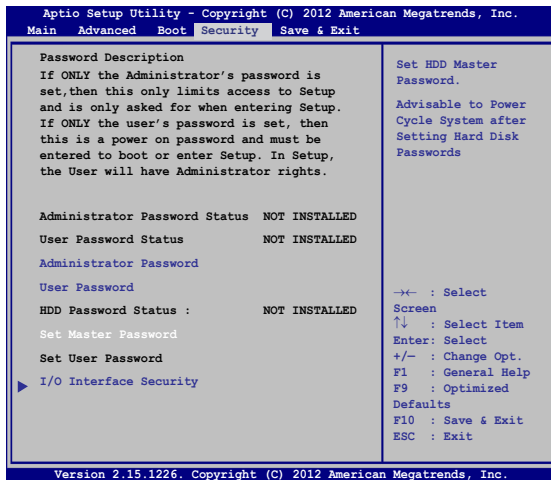 Aptio Setup Utility - Copyright (C) 2012 American Megatrends, Inc.
Main Advanced Boot Security Save & Exit
Password Description
If ONLY the Administrator's password is
set,then this only limits access to Setup
and is only asked for when entering Setup.
If ONLY the user's password is set, then
this is a power on password and must be
entered to boot or enter Setup. In Setup,
the User will have Administrator rights.
Administrator Password Status NOT INSTALLED
User Password Status NOT INSTALLED
Administrator Password
User Password
HDD Password Status : NOT INSTALLED
Set Master Password
Set User Password
I/O Interface Security
Set HDD Master
Password.
Advisable to Power
Cycle System after
Setting Hard Disk
Passwords
→← : Select
Screen
↑↓ : Select Item
Enter: Select
+/— : Change Opt.
F1 : General Help
F9 : Optimized
Defaults
F10 : Save & Exit
ESC : Exit
Version 2.15.1226. Copyright (C) 2012 American Megatrends, Inc.